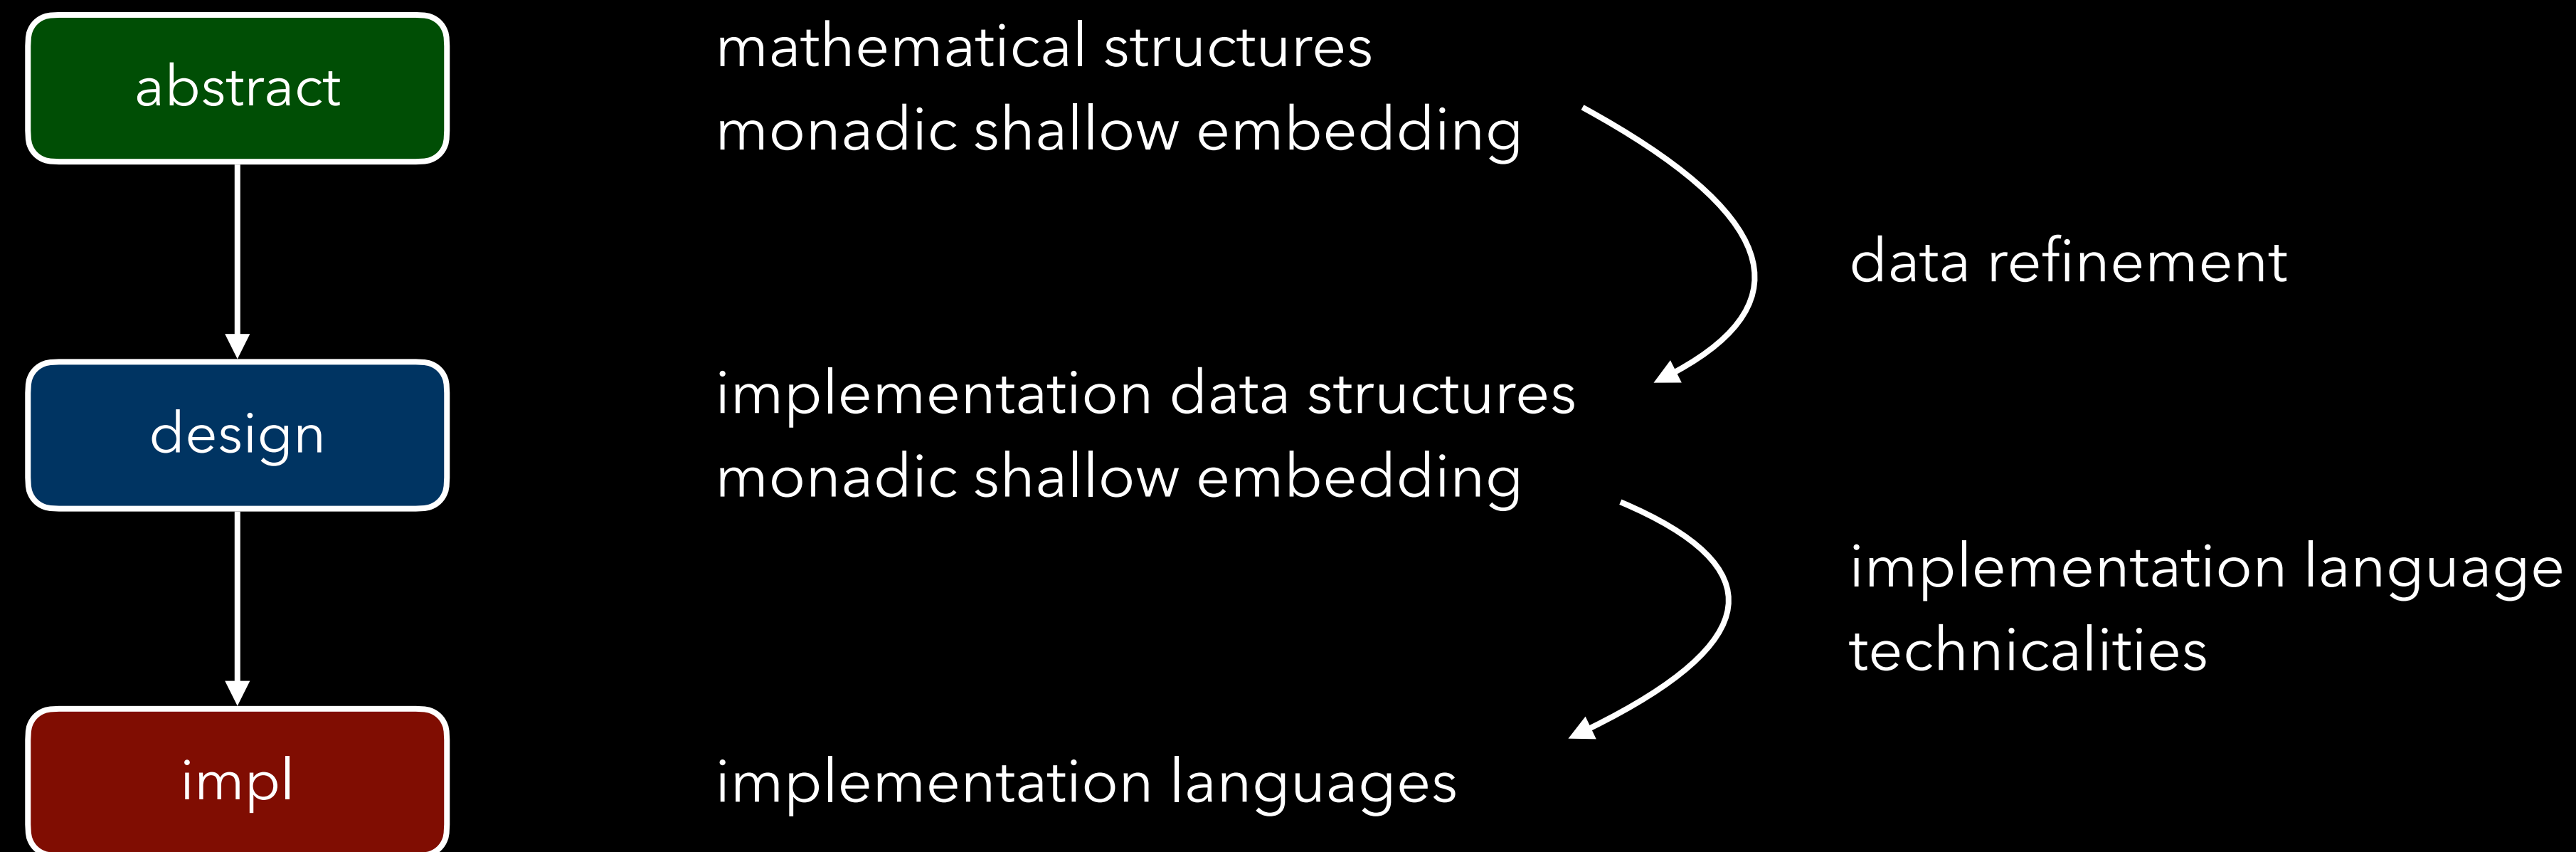 abstract
mathematical structures
monadic shallow embedding
data refinement
design
implementation data structures
monadic shallow embedding
implementation language
technicalities
impl
implementation languages